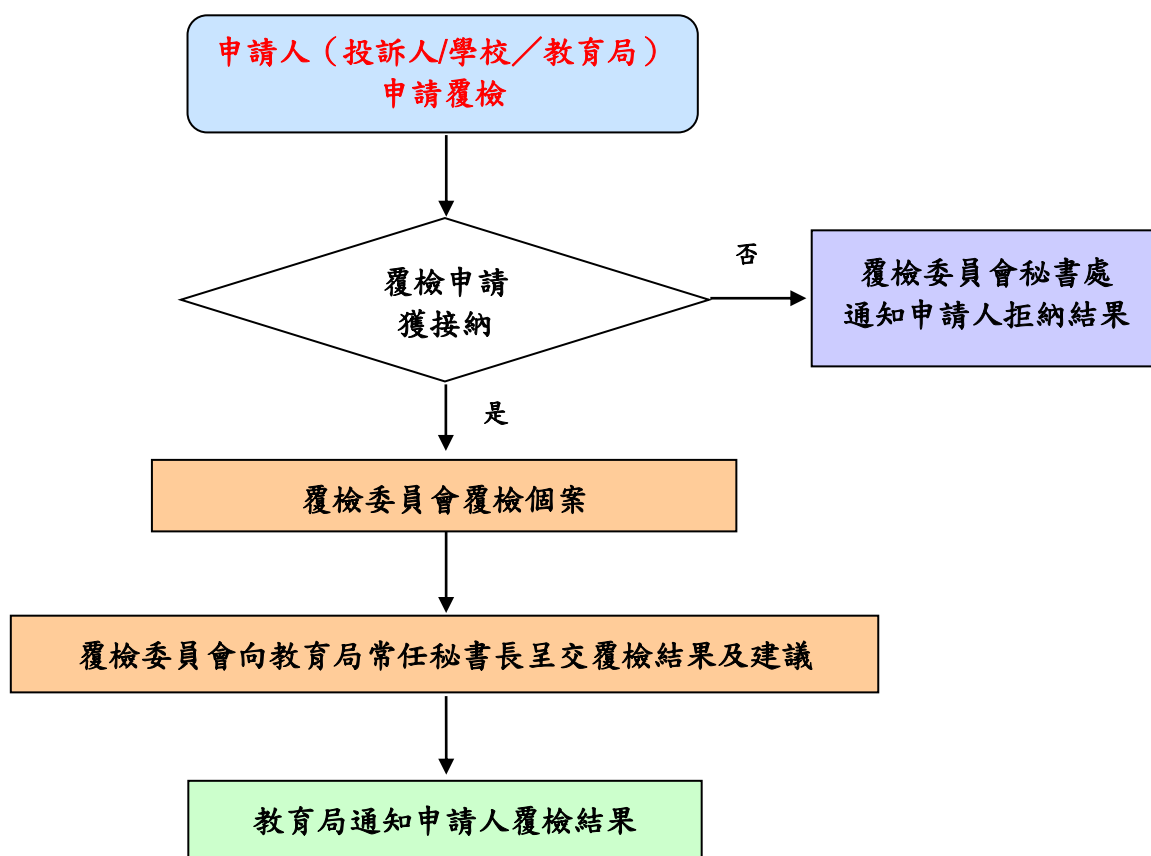 申請人（投訴人/學校／教育局）
申請覆檢
覆檢申請
獲接納
否
覆檢委員會秘書處
通知申請人拒納結果
是
覆檢委員會覆檢個案
覆檢委員會向教育局常任秘書長呈交覆檢結果及建議
教育局通知申請人覆檢結果